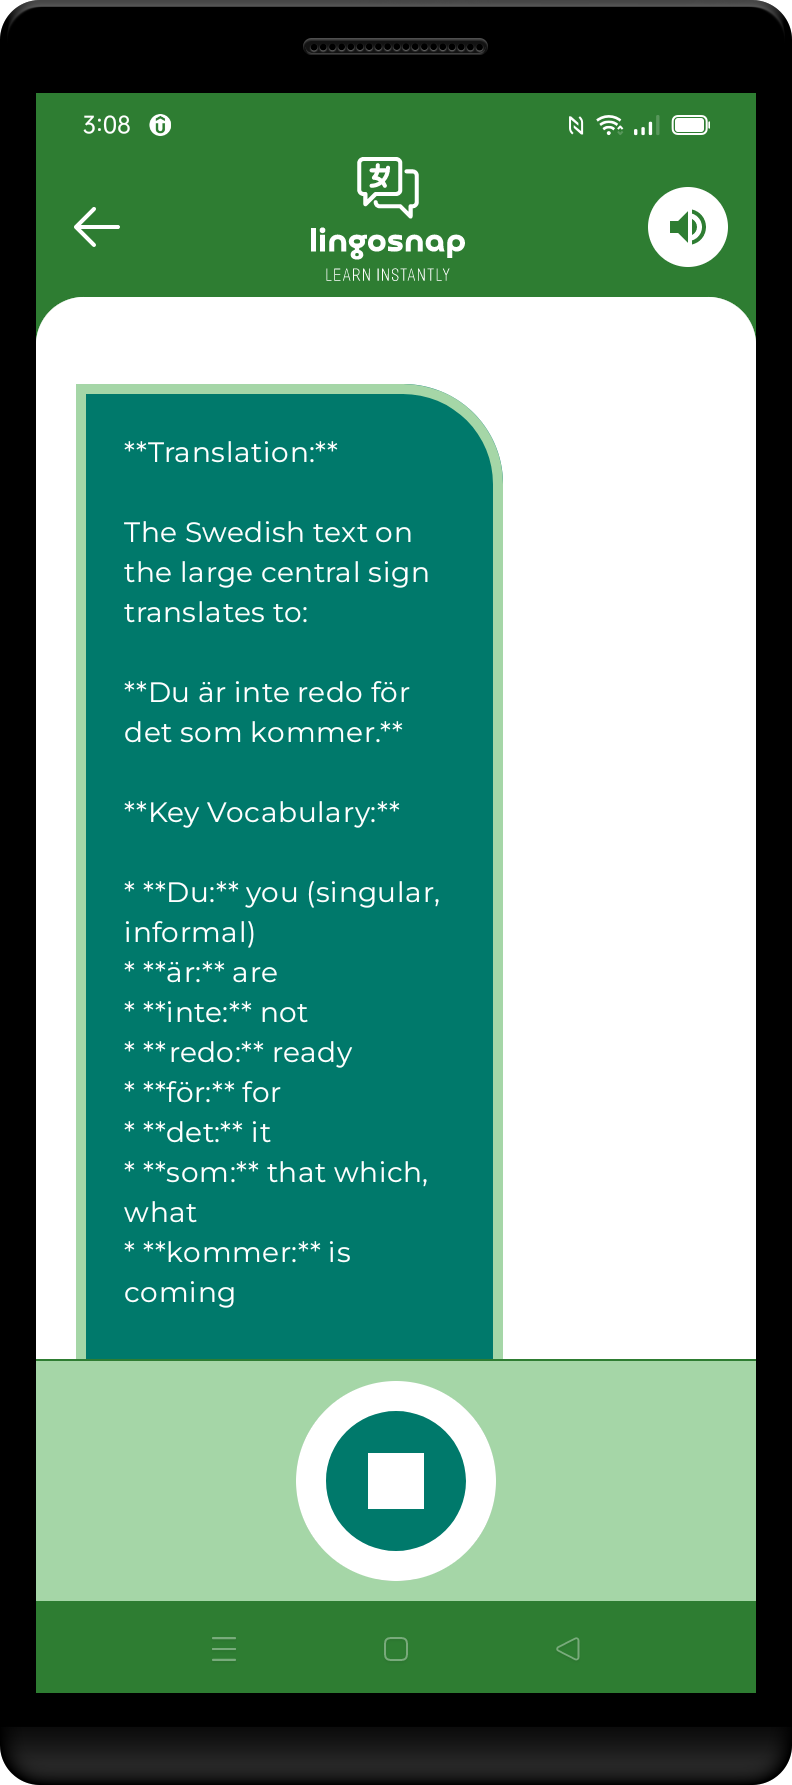 3:08
lingosnap
LEARN INSTANTLY
**Translation:**
The Swedish text on
the large central sign
translates to:
**Du är inte redo för
det som kommer.**
**Key Vocabulary:**
* **Du:** you (singular,
informal)
* **är:** are
* **inte:** not
* **redo:** ready
* **för:** for
* **det:** it
* **som:** that which,
what
* **kommer:** is
coming